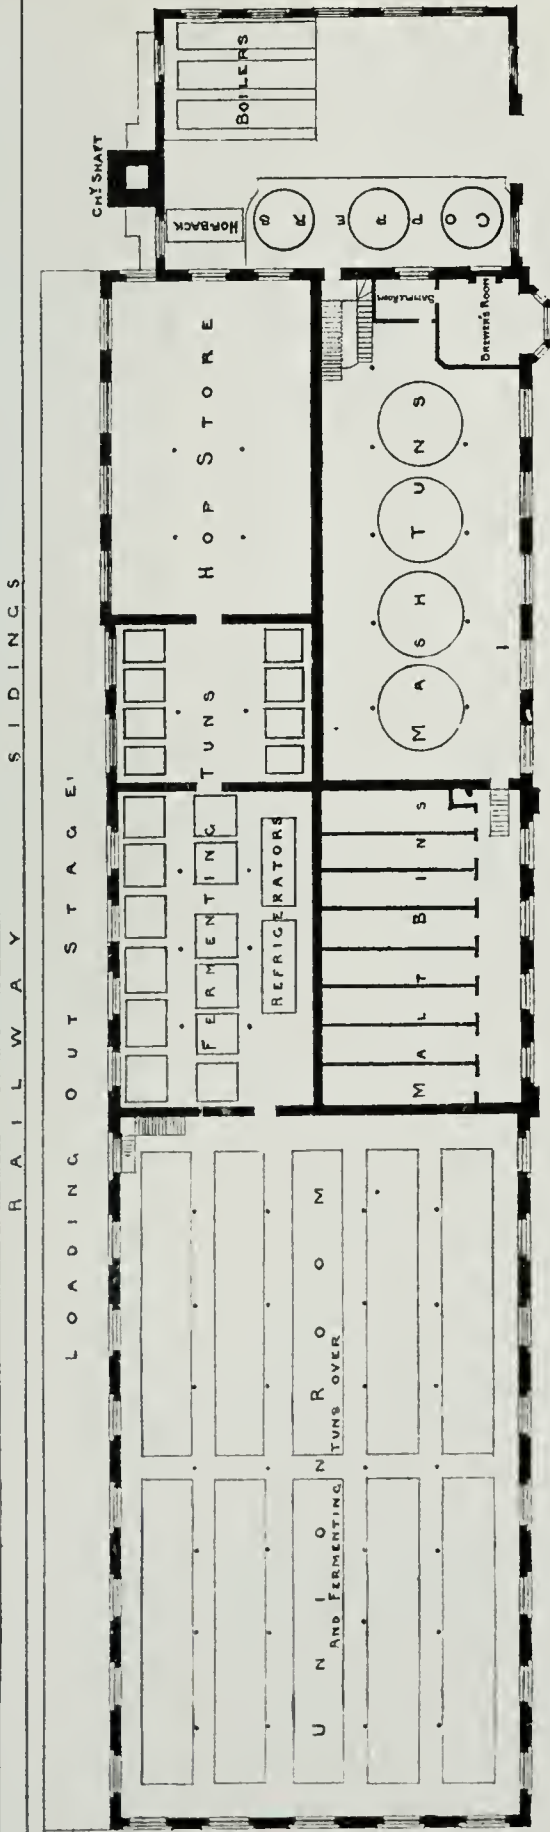 RAILWAY SIDINGS
LOADING OUT STAGE
CHY SHAFT
BOILERS
HOPBACK
COPPERS
HOP STORE
BREWER'S ROOM
MASH TUNS
FERMENTING TUNS
REFRIGERATORS
MALT BINS
UNION ROOM
AND FERMENTING TUNS OVER